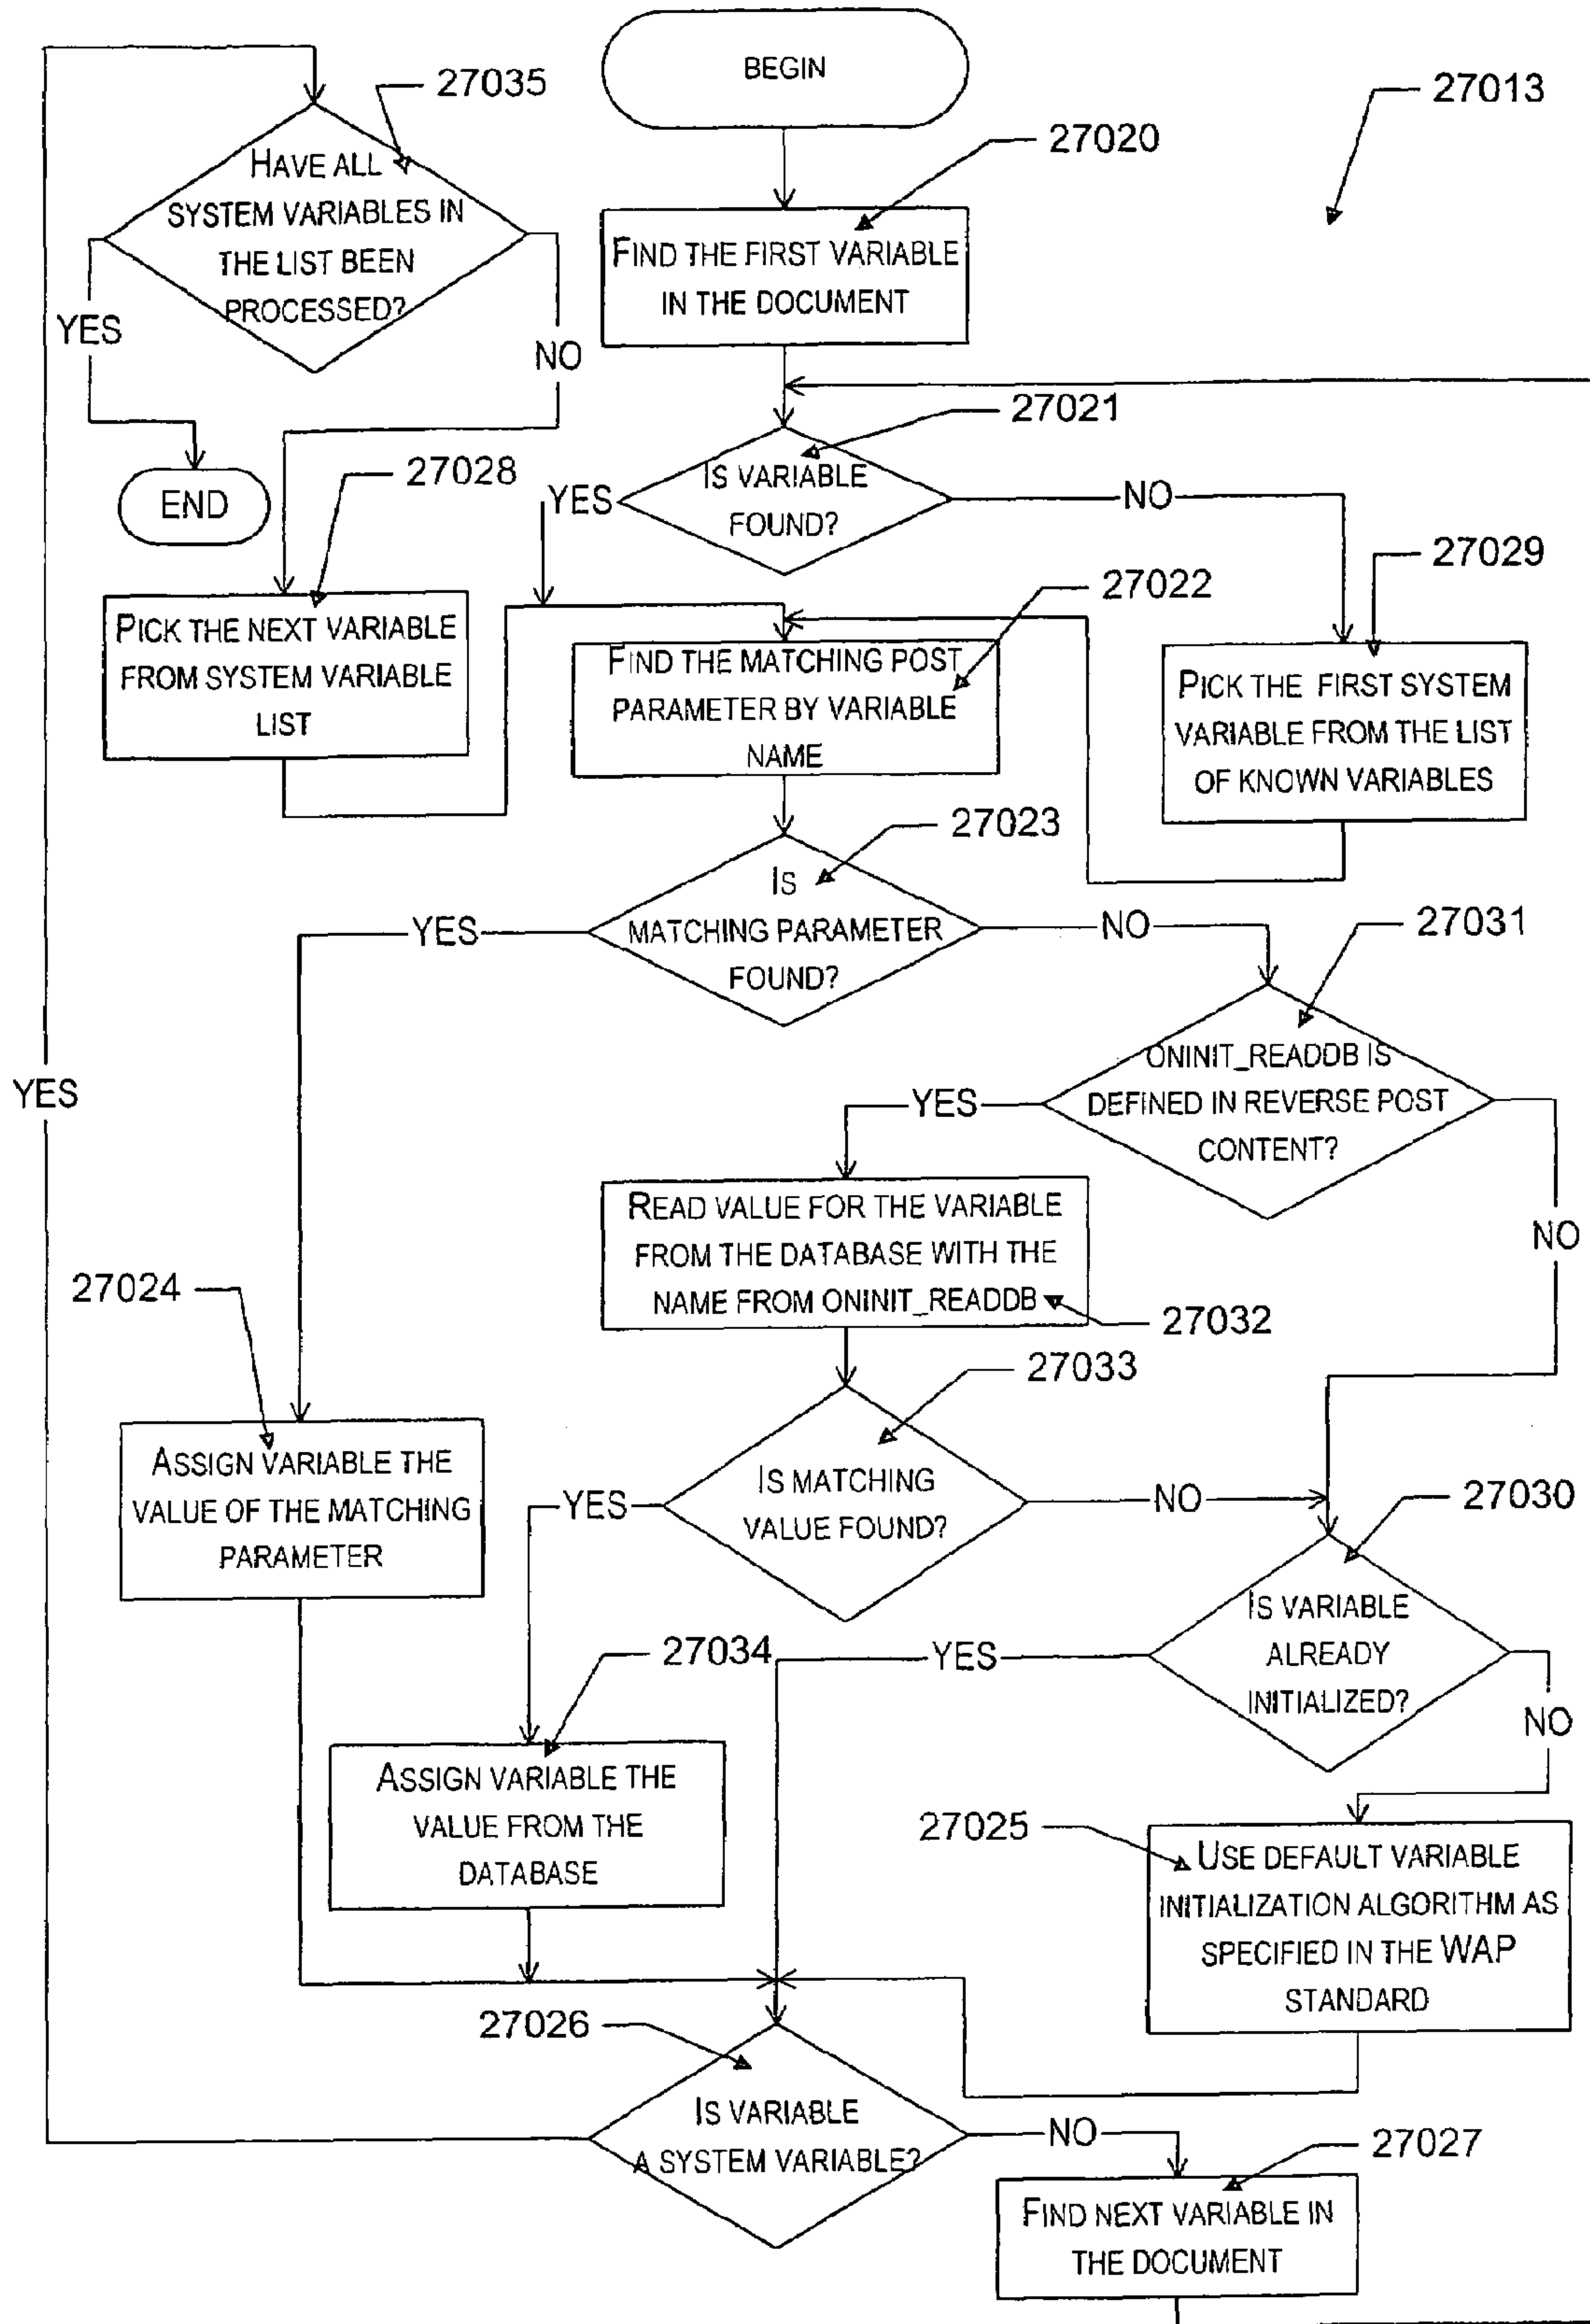 BEGIN
27035
27013
27020
HAVE ALL
SYSTEM VARIABLES IN
THE LIST BEEN
PROCESSED?
FIND THE FIRST VARIABLE
IN THE DOCUMENT
YES
NO
27021
IS VARIABLE
FOUND?
YES
NO
END
27028
27029
27022
PICK THE NEXT VARIABLE
FROM SYSTEM VARIABLE
LIST
FIND THE MATCHING POST
PARAMETER BY VARIABLE
NAME
PICK THE FIRST SYSTEM
VARIABLE FROM THE LIST
OF KNOWN VARIABLES
27023
IS
MATCHING PARAMETER
FOUND?
YES
NO
27031
ONINIT_READDB IS
DEFINED IN REVERSE POST
CONTENT?
YES
YES
NO
READ VALUE FOR THE VARIABLE
FROM THE DATABASE WITH THE
NAME FROM ONINIT_READDB
27032
27024
27033
ASSIGN VARIABLE THE
VALUE OF THE MATCHING
PARAMETER
IS MATCHING
VALUE FOUND?
YES
NO
27030
IS VARIABLE
ALREADY
INITIALIZED?
YES
NO
27034
ASSIGN VARIABLE THE
VALUE FROM THE
DATABASE
27025
USE DEFAULT VARIABLE
INITIALIZATION ALGORITHM AS
SPECIFIED IN THE WAP
STANDARD
27026
IS VARIABLE
A SYSTEM VARIABLE?
NO
27027
FIND NEXT VARIABLE IN
THE DOCUMENT